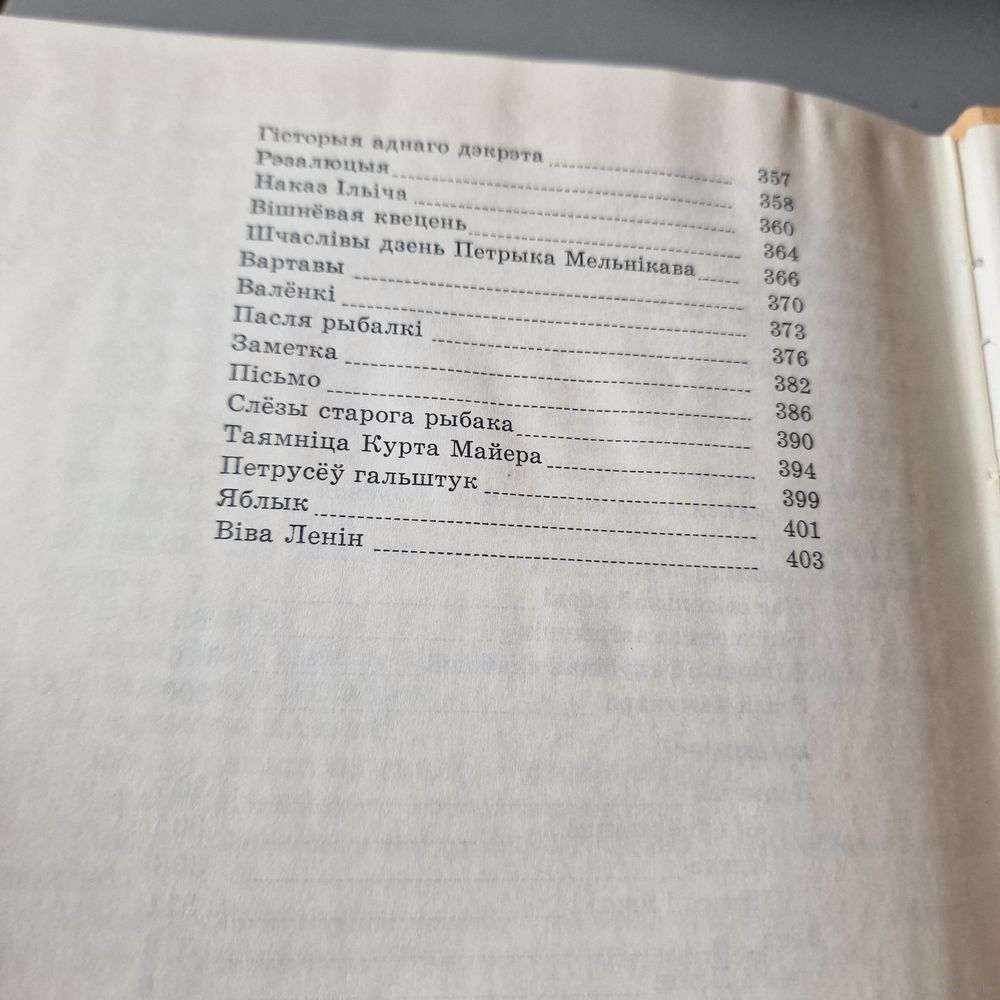 Гісторыя аднаго дэкрэта 357
Рэзалюцыя 358
Наказ Ільіча 360
Вішнёвая квецень 364
Шчаслівы дзень Петрыка Мельнікава 366
Вартавы 370
Валёнкі 373
Пасля рыбалкі 376
Заметка 382
Пісьмо 386
Слёзы старога рыбака 390
Таямніца Курта Майера 394
Петрусёў гальштук 399
Яблык 401
Віва Ленін 403